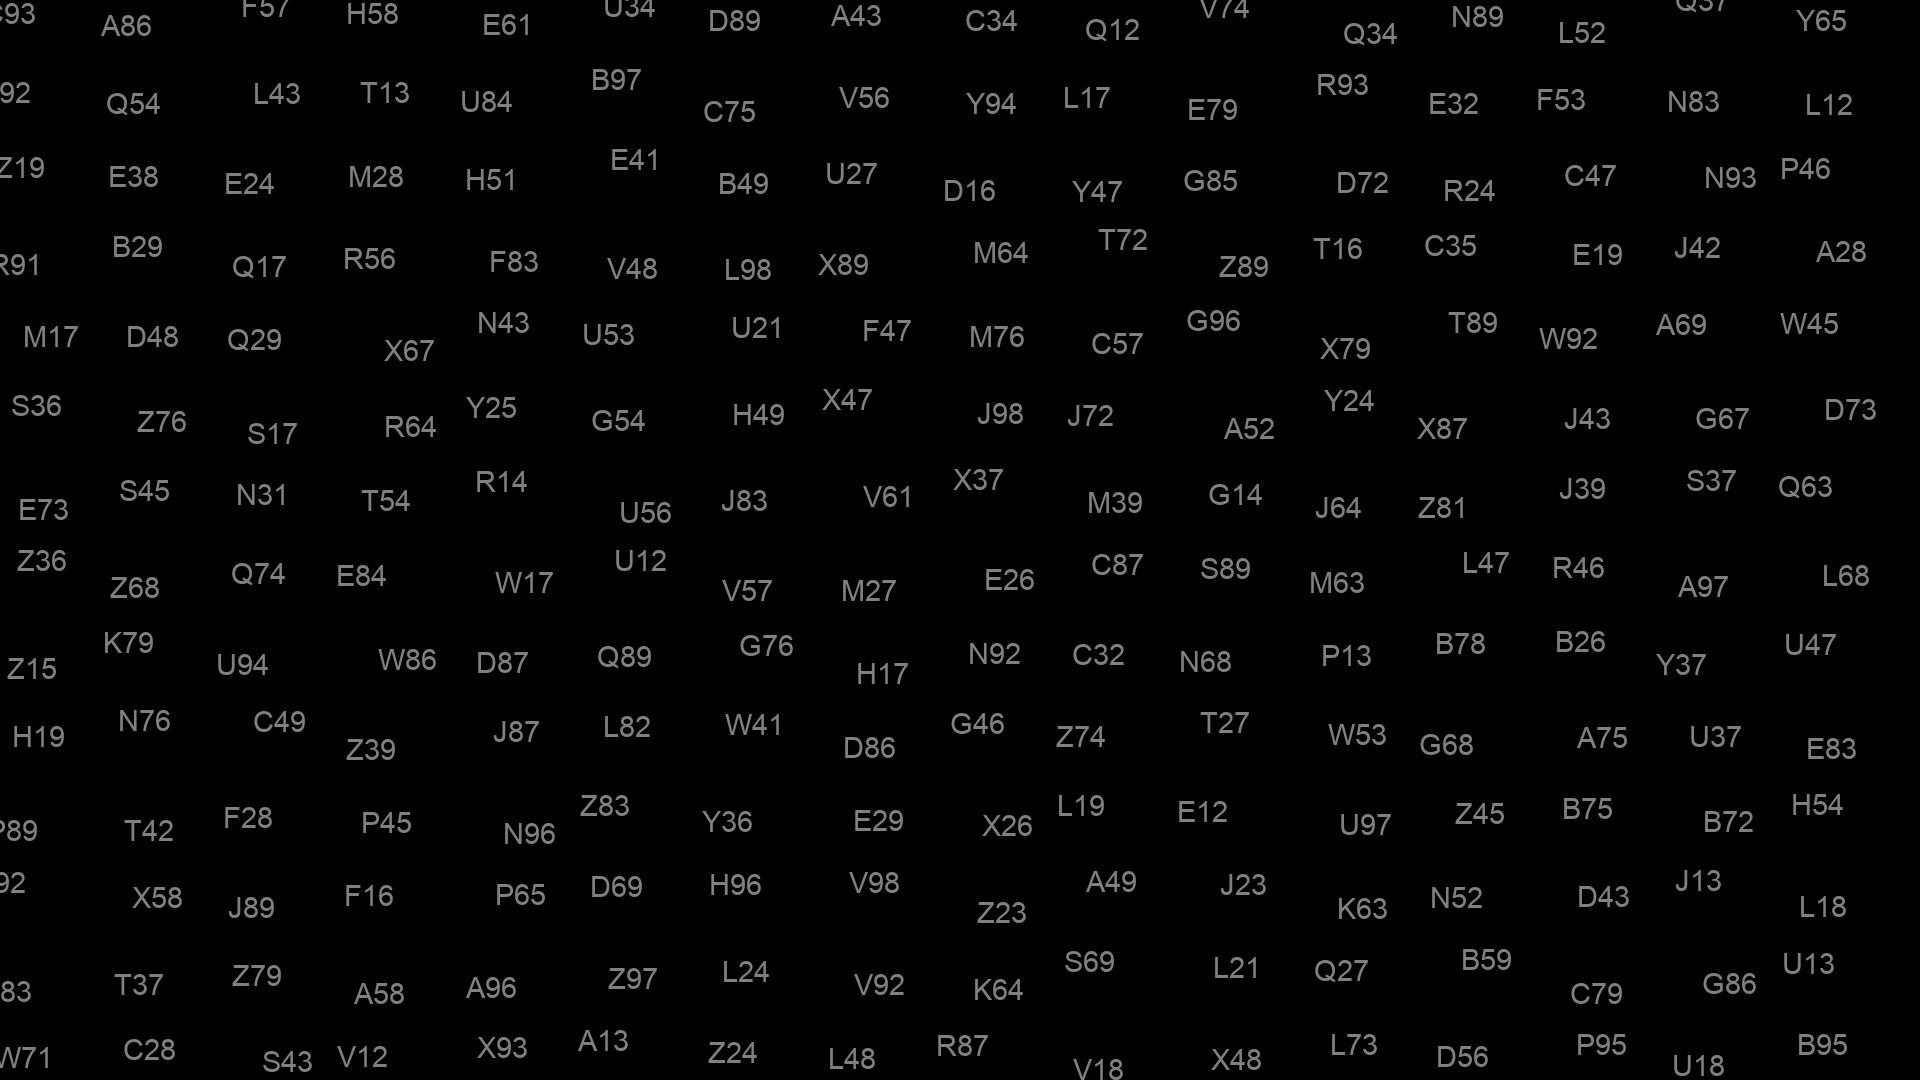 A86 F57 H58 E61 U34 D89 A43 C34 Q12 V74 Q34 N89 L52 Q37 Y65
Q54 L43 T13 U84 B97 C75 V56 Y94 L17 E79 R93 E32 F53 N83 L12
Z19 E38 E24 M28 H51 E41 B49 U27 D16 Y47 G85 D72 R24 C47 N93 P46
R91 B29 Q17 R56 F83 V48 L98 X89 M64 T72 Z89 T16 C35 E19 J42 A28
M17 D48 Q29 X67 N43 U53 U21 F47 M76 C57 G96 X79 T89 W92 A69 W45
S36 Z76 S17 R64 Y25 G54 H49 X47 J98 J72 A52 Y24 X87 J43 G67 D73
E73 S45 N31 T54 R14 U56 J83 V61 X37 M39 G14 J64 Z81 J39 S37 Q63
Z36 Z68 Q74 E84 W17 U12 V57 M27 E26 C87 S89 M63 L47 R46 A97 L68
Z15 K79 U94 W86 D87 Q89 G76 H17 N92 C32 N68 P13 B78 B26 Y37 U47
H19 N76 C49 Z39 J87 L82 W41 D86 G46 Z74 T27 W53 G68 A75 U37 E83
P89 T42 F28 P45 N96 Z83 Y36 E29 X26 L19 E12 U97 Z45 B75 B72 H54
X58 J89 F16 P65 D69 H96 V98 Z23 A49 J23 K63 N52 D43 J13 L18
T37 Z79 A58 A96 Z97 L24 V92 K64 S69 L21 Q27 B59 C79 G86 U13
W71 C28 S43 V12 X93 A13 Z24 L48 R87 V18 X48 L73 D56 P95 U18 B95